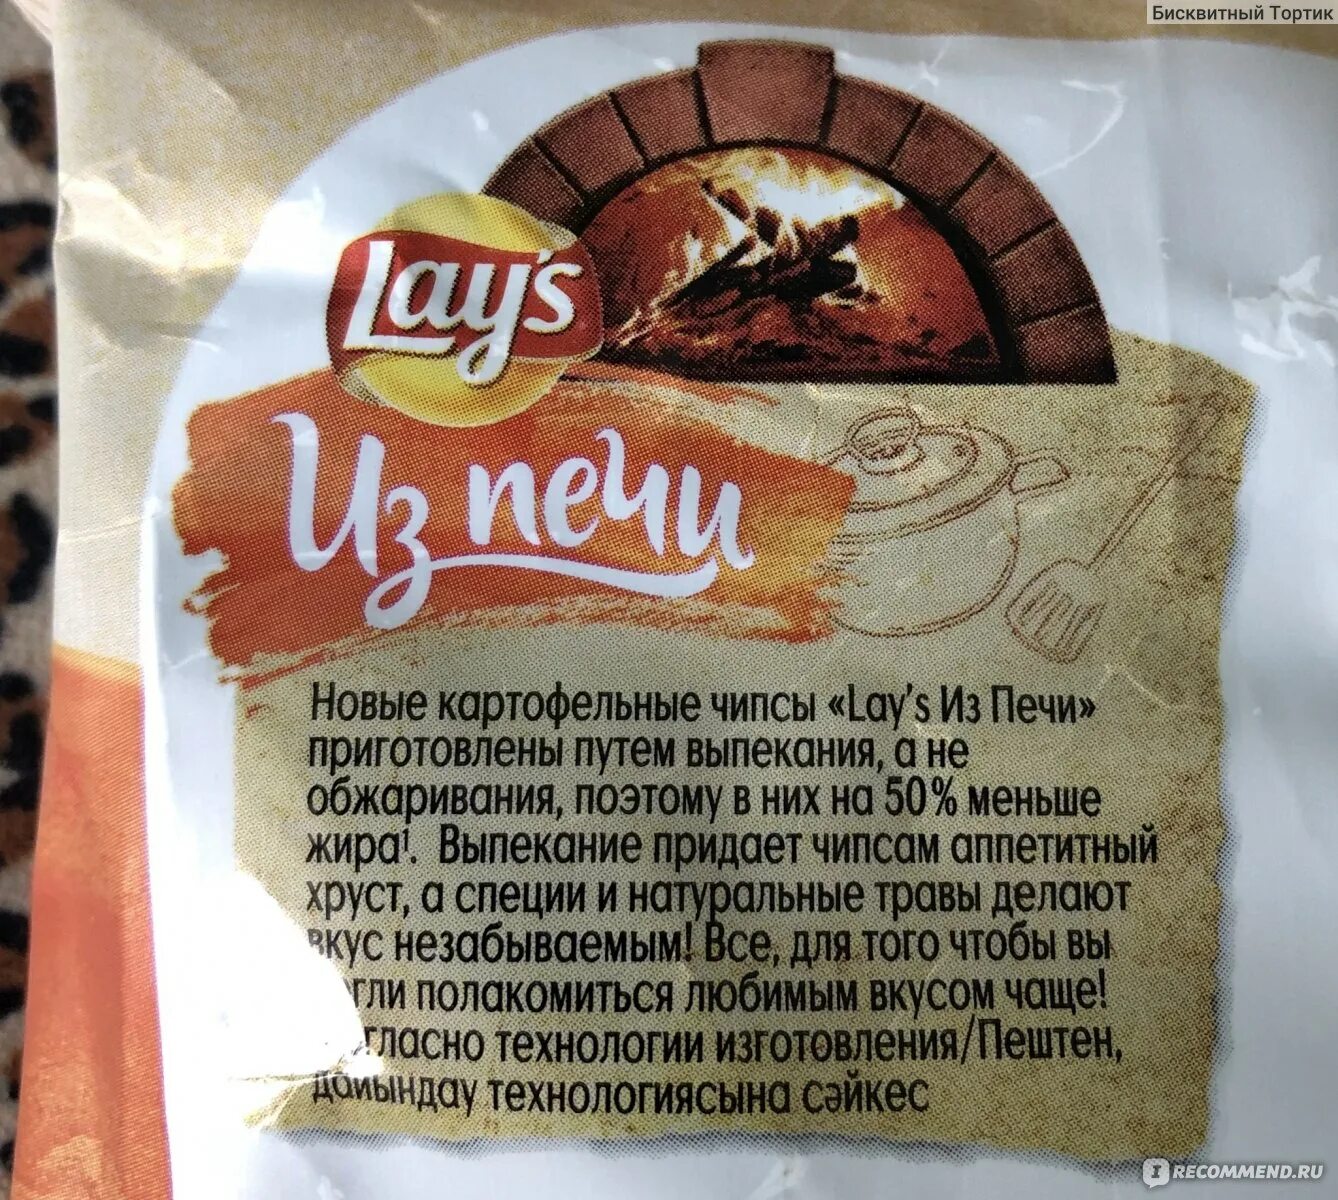 Бисквитный Тортик
Lay's
Из печи
Новые картофельные чипсы «Lay's Из Печи»
приготовлены путем выпекания, а не
обжаривания, поэтому в них на 50% меньше
жира¹. Выпекание придает чипсам аппетитный
хруст, а специи и натуральные травы делают
вкус незабываемым! Все, для того чтобы вы
гли полакомиться любимым вкусом чаще!
гласно технологии изготовления/Пештен,
дайындау технологиясына сәйкес
IRECOMMEND.RU